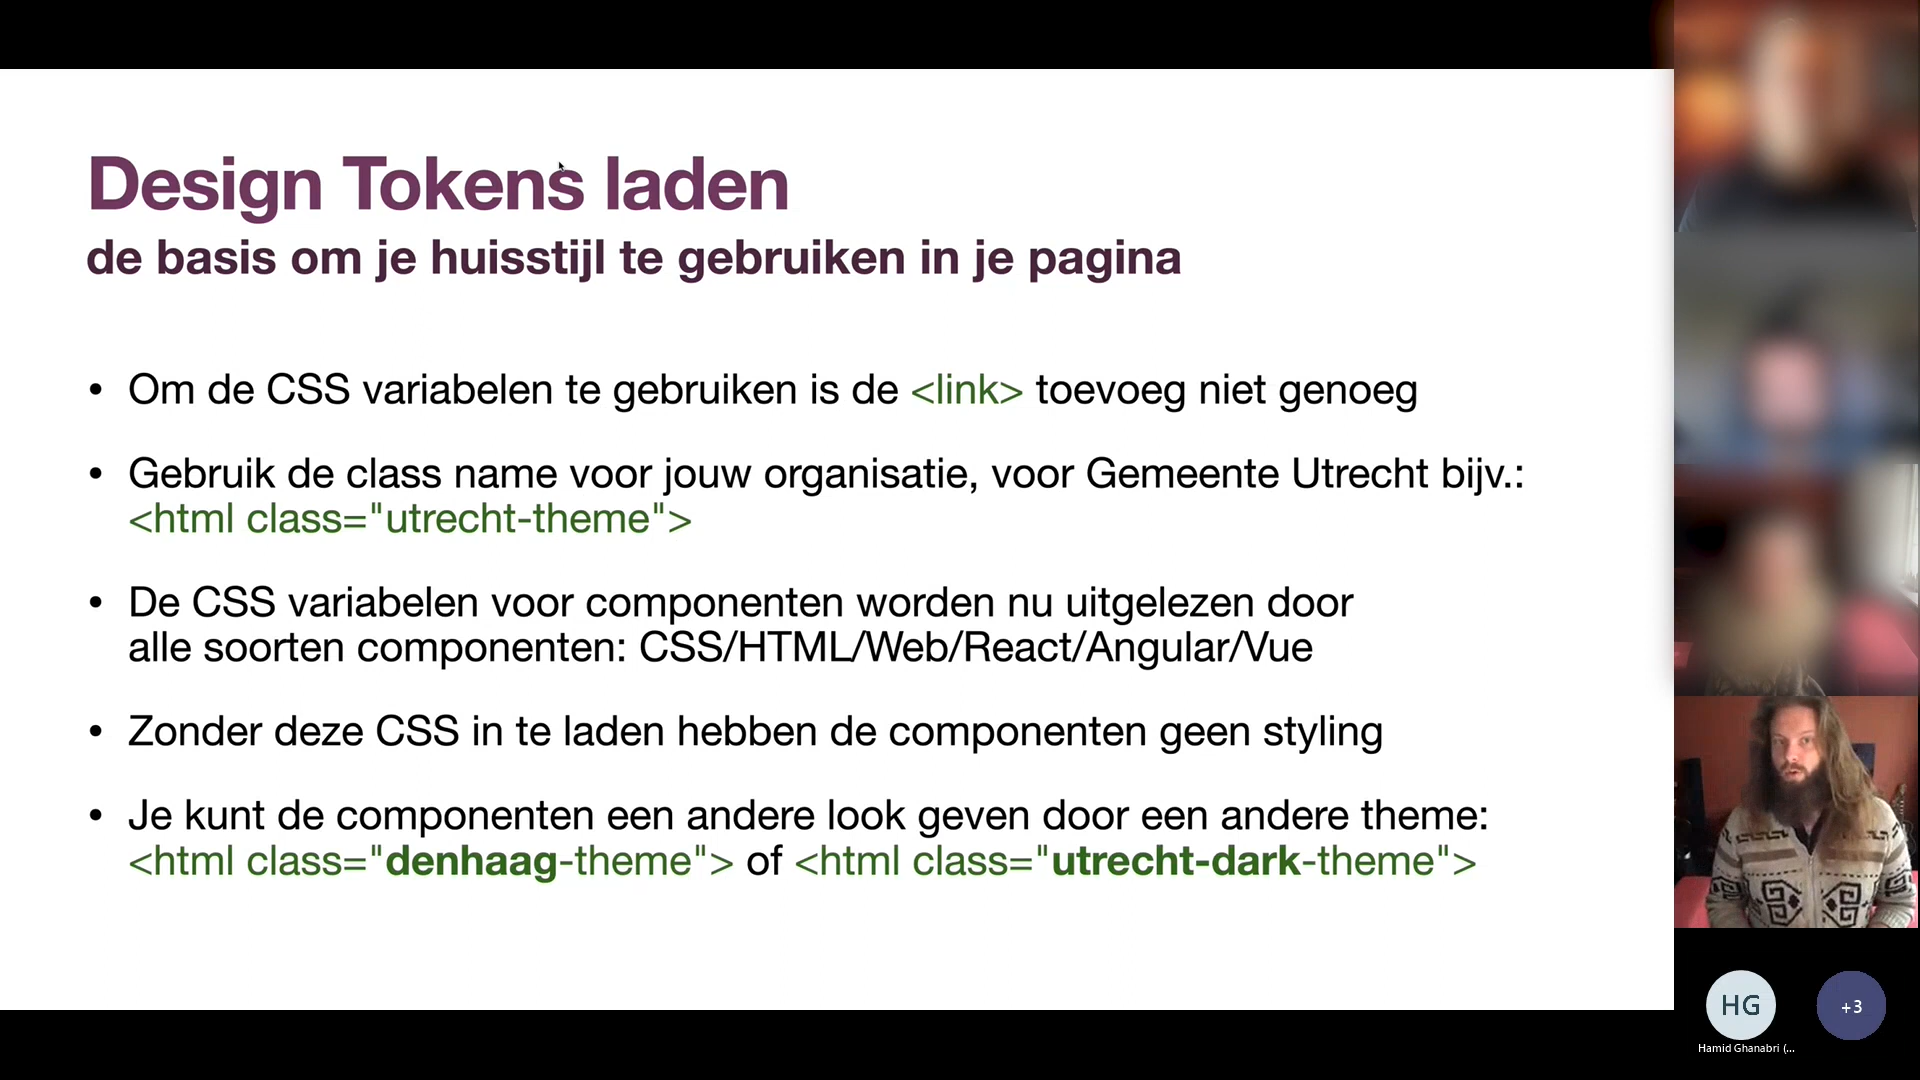 Design Tokens laden
de basis om je huisstijl te gebruiken in je pagina
• Om de CSS variabelen te gebruiken is de <link> toevoeg niet genoeg
• Gebruik de class name voor jouw organisatie, voor Gemeente Utrecht bijv.:
<html class="utrecht-theme">
• De CSS variabelen voor componenten worden nu uitgelezen door
alle soorten componenten: CSS/HTML/Web/React/Angular/Vue
• Zonder deze CSS in te laden hebben de componenten geen styling
• Je kunt de componenten een andere look geven door een andere theme:
<html class="denhaag-theme"> of <html class="utrecht-dark-theme">
HG
+3
Hamid Ghanabri (...